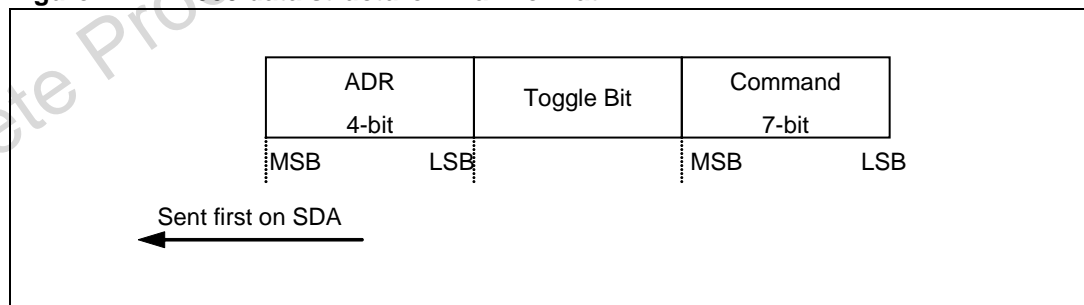 ADR
4-bit
Toggle Bit
Command
7-bit
MSB LSB MSB LSB
Sent first on SDA